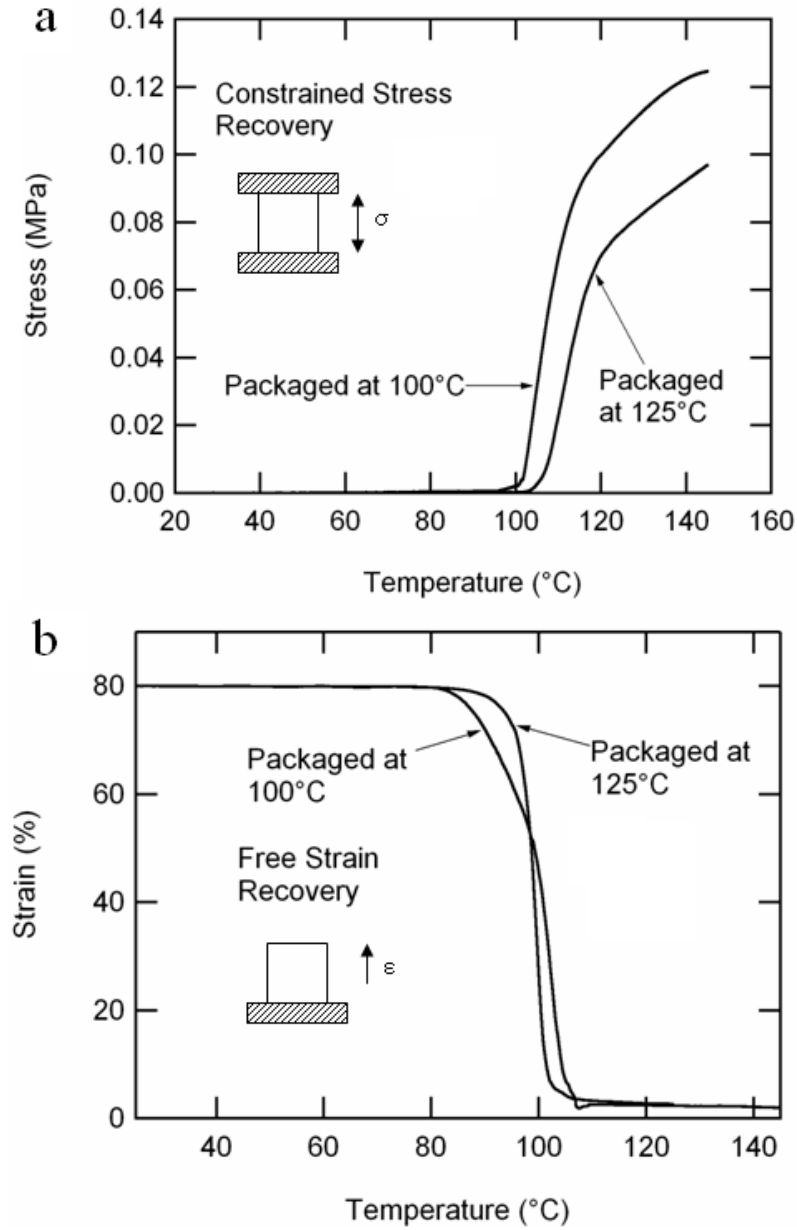 a
0.14
0.12
0.10
0.08
0.06
0.04
0.02
0.00
Stress (MPa)
Constrained Stress
Recovery
σ
Packaged at 100°C
Packaged
at 125°C
20 40 60 80 100 120 140 160
Temperature (°C)
b
80
60
40
20
0
Strain (%)
Packaged at
100°C
Packaged at
125°C
Free Strain
Recovery
ε
40 60 80 100 120 140
Temperature (°C)